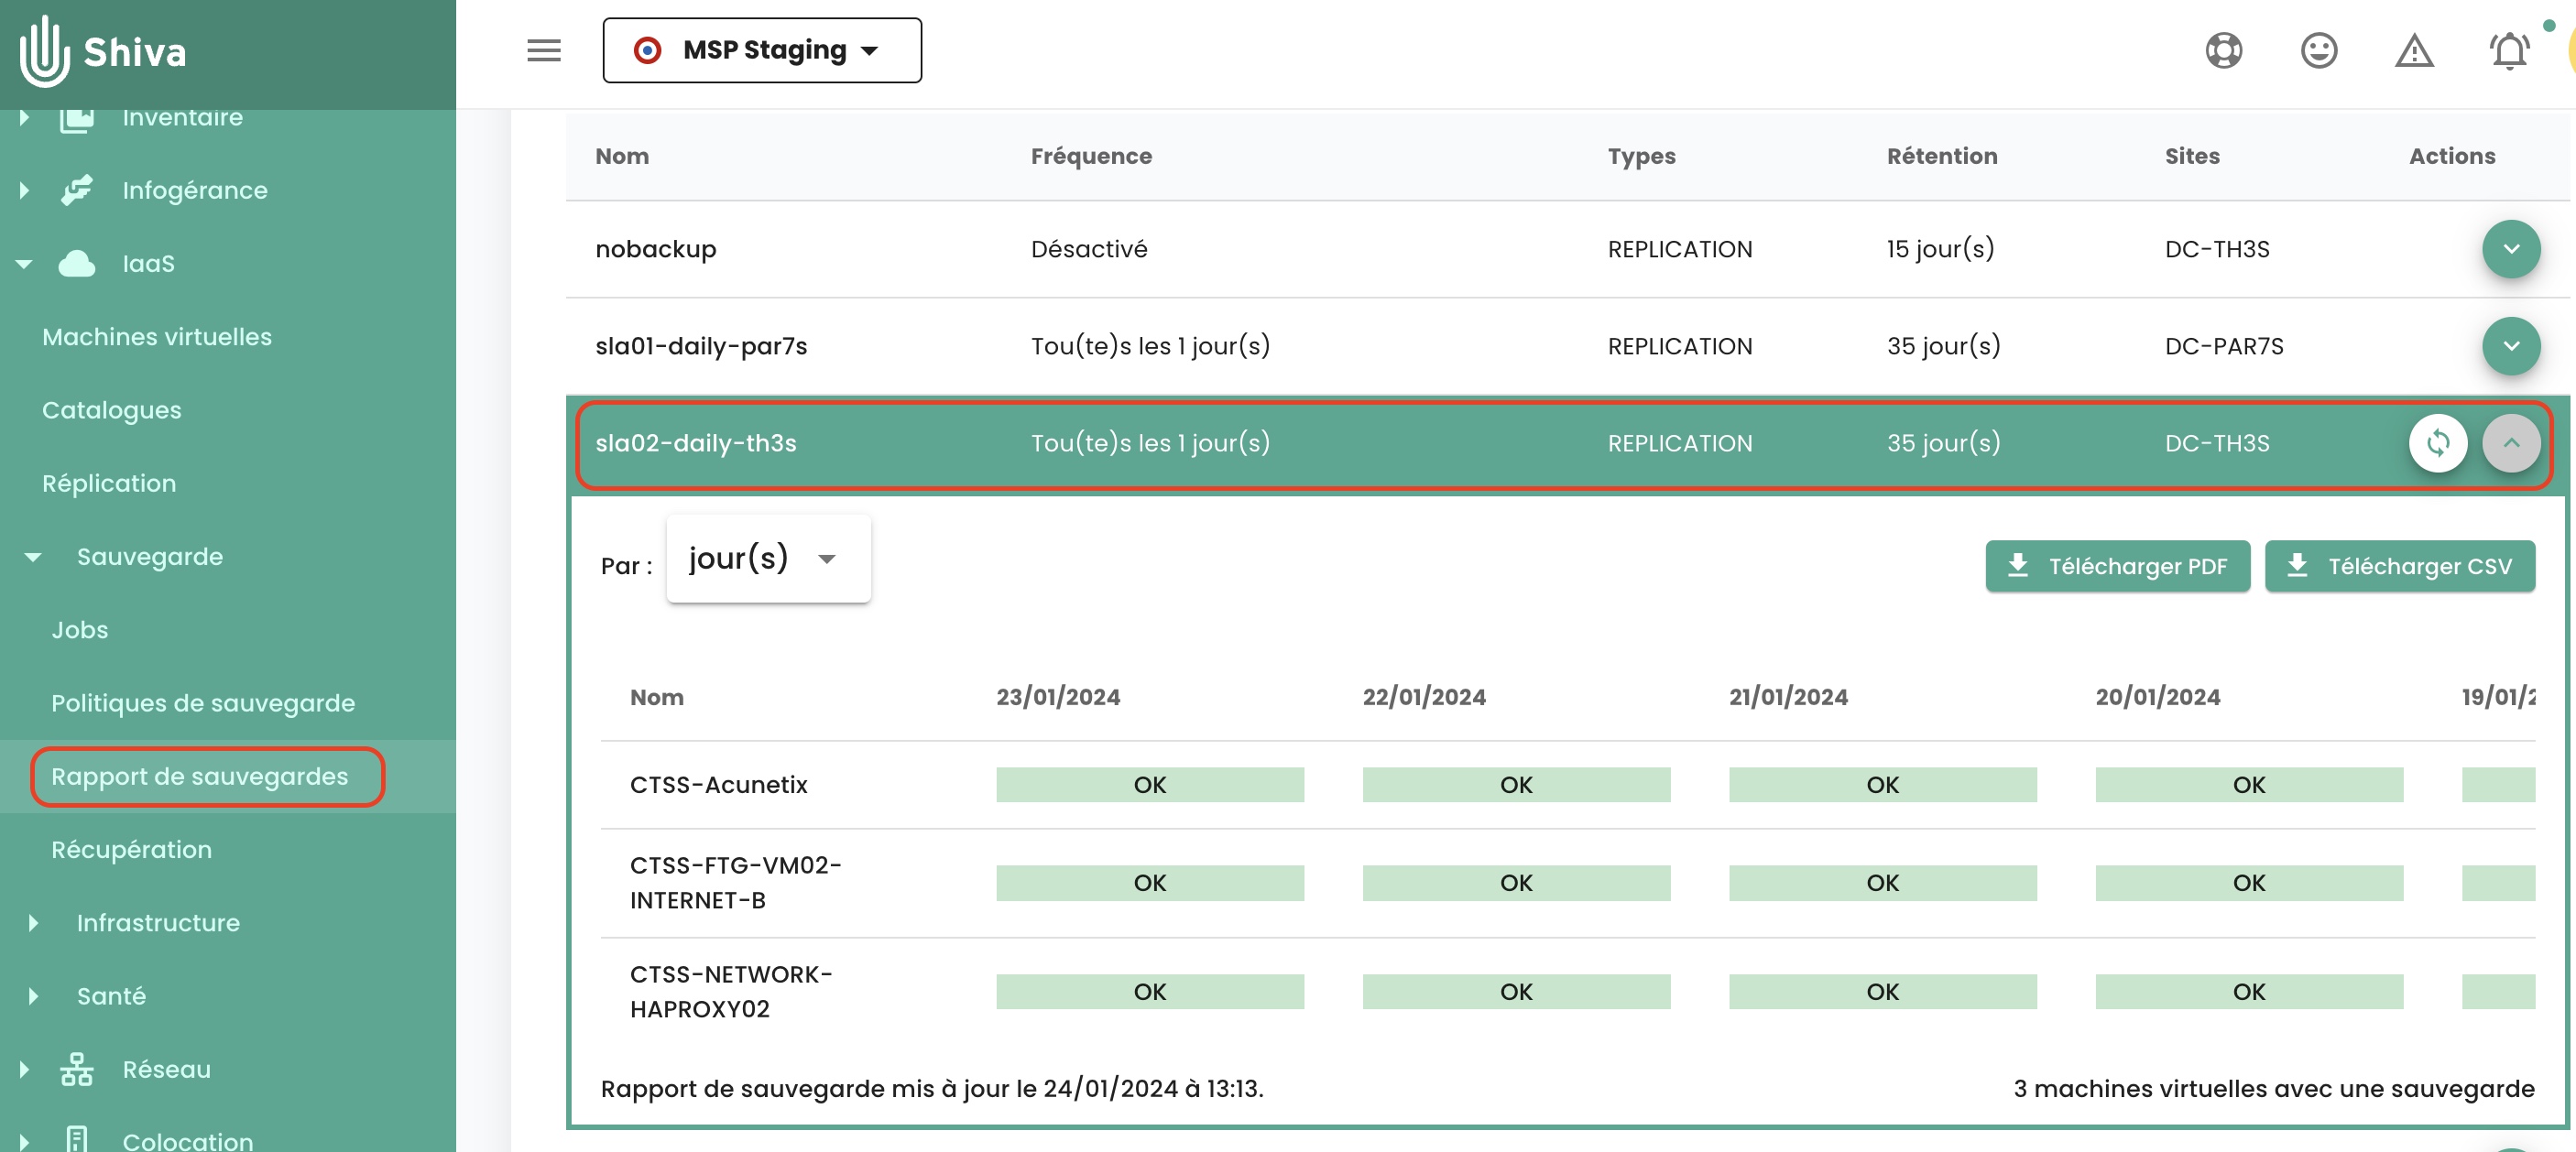 Shiva
MSP Staging
Inventaire
Infogérance
IaaS
Machines virtuelles
Catalogues
Réplication
Sauvegarde
Jobs
Politiques de sauvegarde
Rapport de sauvegardes
Récupération
Infrastructure
Santé
Réseau
Colocation
Nom Fréquence Types Rétention Sites Actions
nobackup Désactivé REPLICATION 15 jour(s) DC-TH3S
sla01-daily-par7s Tou(te)s les 1 jour(s) REPLICATION 35 jour(s) DC-PAR7S
sla02-daily-th3s Tou(te)s les 1 jour(s) REPLICATION 35 jour(s) DC-TH3S
Par : jour(s) Télécharger PDF Télécharger CSV
Nom 23/01/2024 22/01/2024 21/01/2024 20/01/2024 19/01/2
CTSS-Acunetix OK OK OK OK
CTSS-FTG-VM02-
INTERNET-B OK OK OK OK
CTSS-NETWORK-
HAPROXY02 OK OK OK OK
Rapport de sauvegarde mis à jour le 24/01/2024 à 13:13. 3 machines virtuelles avec une sauvegarde